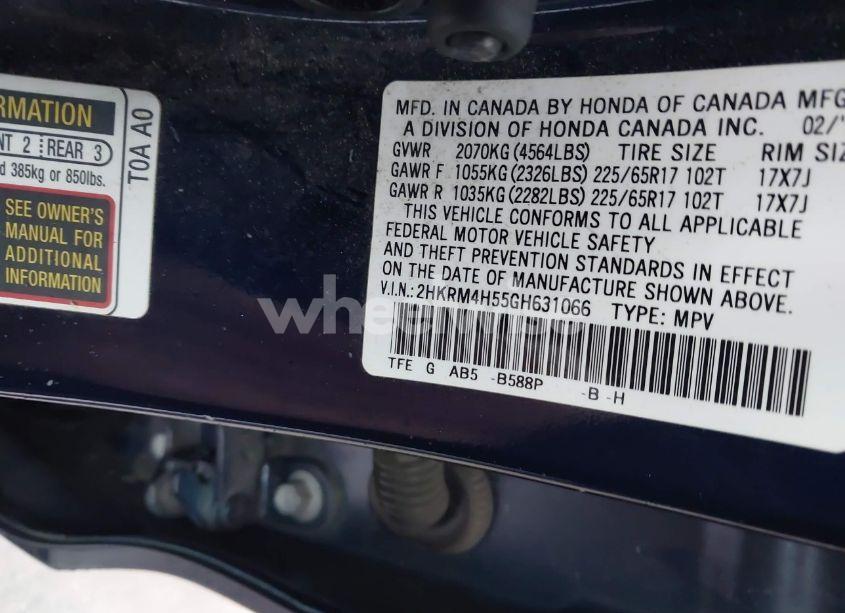 RMATION
NT 2 REAR 3
d 385kg or 850lbs.
SEE OWNER'S
MANUAL FOR
ADDITIONAL
INFORMATION
T0A A0
MFD. IN CANADA BY HONDA OF CANADA MFG
A DIVISION OF HONDA CANADA INC. 02/
GVWR 2070KG(4564LBS) TIRE SIZE RIM SIZ
GAWR F 1055KG(2326LBS) 225/65R17 102T 17X7J
GAWR R 1035KG(2282LBS) 225/65R17 102T 17X7J
THIS VEHICLE CONFORMS TO ALL APPLICABLE
FEDERAL MOTOR VEHICLE SAFETY
AND THEFT PREVENTION STANDARDS IN EFFECT
ON THE DATE OF MANUFACTURE SHOWN ABOVE.
V.I.N.: 2HKRM4H55GH631066 TYPE: MPV
TFE G AB5 -B588P -B -H